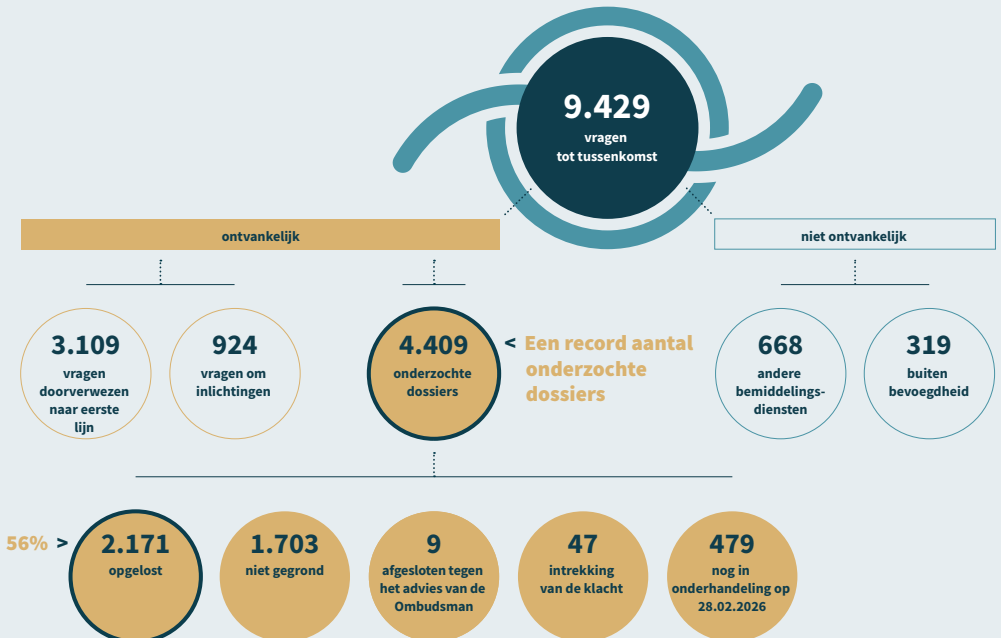 9.429
vragen
tot tussenkomst
ontvankelijk
niet ontvankelijk
3.109
vragen
doorverwezen
naar eerste
lijn
924
vragen om
inlichtingen
4.409
onderzochte
dossiers
< Een record aantal
onderzochte
dossiers
668
andere
bemiddelings-
diensten
319
buiten
bevoegdheid
56% >
2.171
opgelost
1.703
niet gegrond
9
afgesloten tegen
het advies van de
Ombudsman
47
intrekking
van de klacht
479
nog in
onderhandeling op
28.02.2026